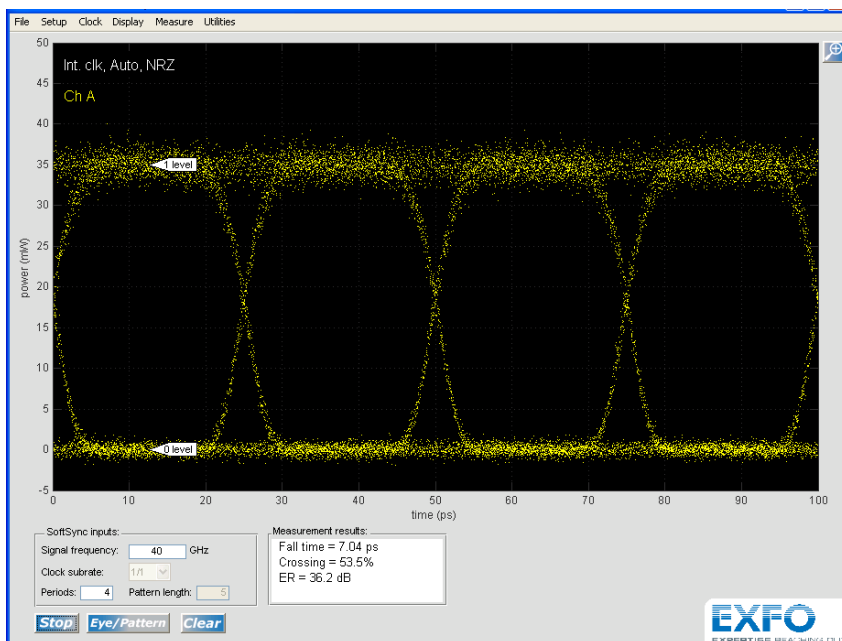 File Setup Clock Display Measure Utilities
50
45
40
35
30
25
20
15
10
5
0
-5
power (mW)
Int. clk, Auto, NRZ
Ch A
1 level
0 level
0 10 20 30 40 50 60 70 80 90 100
time (ps)
SoftSync inputs:
Signal frequency: 40 GHz
Clock subrate: 1/1
Periods: 4 Pattern length: 5
Measurement results:
Fall time = 7.04 ps
Crossing = 53.5%
ER = 36.2 dB
Stop Eye/Pattern Clear
EXFO
EXPERTISE REACHING OUT